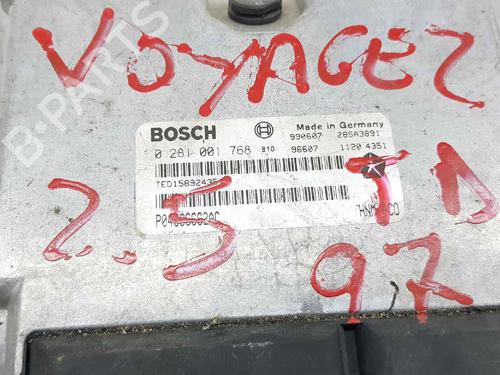 VOYAGER
BOSCH Made in Germany
990607 28SA3891
0 281 001 768 810 96607 1120 4351
2.5 TD
97
B-Parts